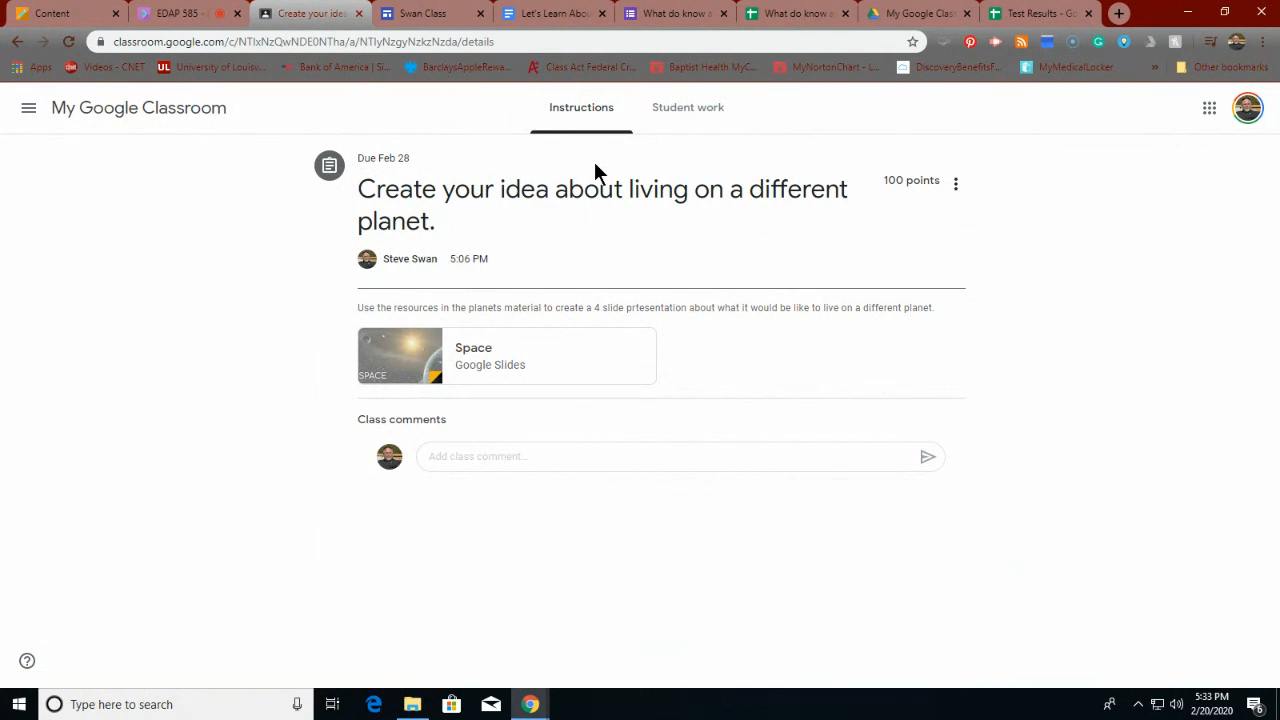 Content
EDAP 585 -
Create your idea
Swan Class
Let's Learn Abou
What do know a
What do know a
My Google Class
Test Results - Go
classroom.google.com/c/NTIxNzQwNDE0NTha/a/NTIyNzgyNzkzNzda/details
Apps
Videos - CNET
University of Louisv...
Bank of America | Si...
BarclaysAppleRewa...
Class Act Federal Cr...
Baptist Health MyC...
MyNortonChart - L...
DiscoveryBenefitsF...
MyMedicalLocker
»
Other bookmarks
My Google Classroom
Instructions
Student work
Due Feb 28
Create your idea about living on a different
planet.
100 points
Steve Swan 5:06 PM
Use the resources in the planets material to create a 4 slide prtesentation about what it would be like to live on a different planet.
SPACE
Space
Google Slides
Class comments
Add class comment...
Type here to search
5:33 PM
2/20/2020
6